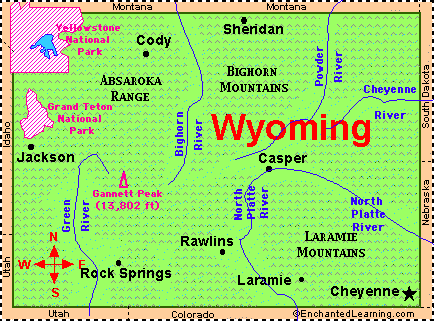 Montana
Montana
Yellowstone
National
Park
Sheridan
Cody
ABSAROKA
RANGE
BIGHORN
MOUNTAINS
Powder
River
Cheyenne
River
South Dakota
Grand Teton
National
Park
Wyoming
Idaho
Jackson
Bighorn
River
Casper
Gannett Peak
(13,802 ft)
Green
River
North
Platte
River
North
Platte
River
Nebraska
Rawlins
LARAMIE
MOUNTAINS
N
W E
S
Utah
Rock Springs
Laramie
Cheyenne
Utah
Colorado
©EnchantedLearning.com